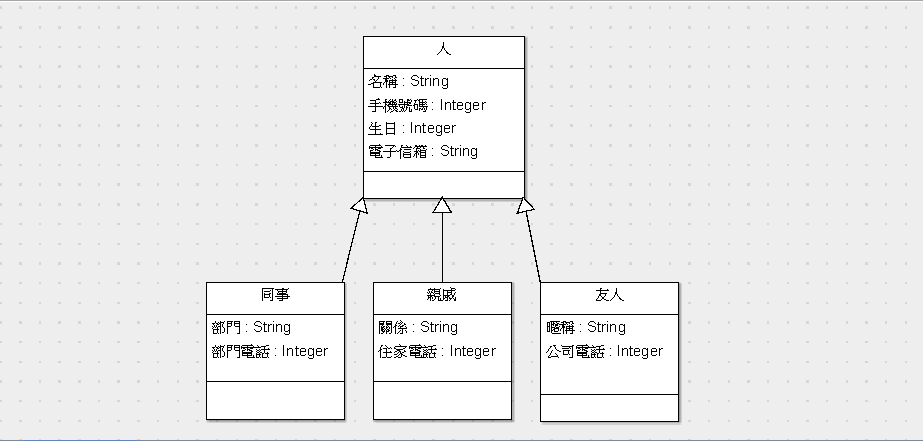 人
名稱 : String
手機號碼 : Integer
生日 : Integer
電子信箱 : String
同事
部門 : String
部門電話 : Integer
親戚
關係 : String
住家電話 : Integer
友人
暱稱 : String
公司電話 : Integer